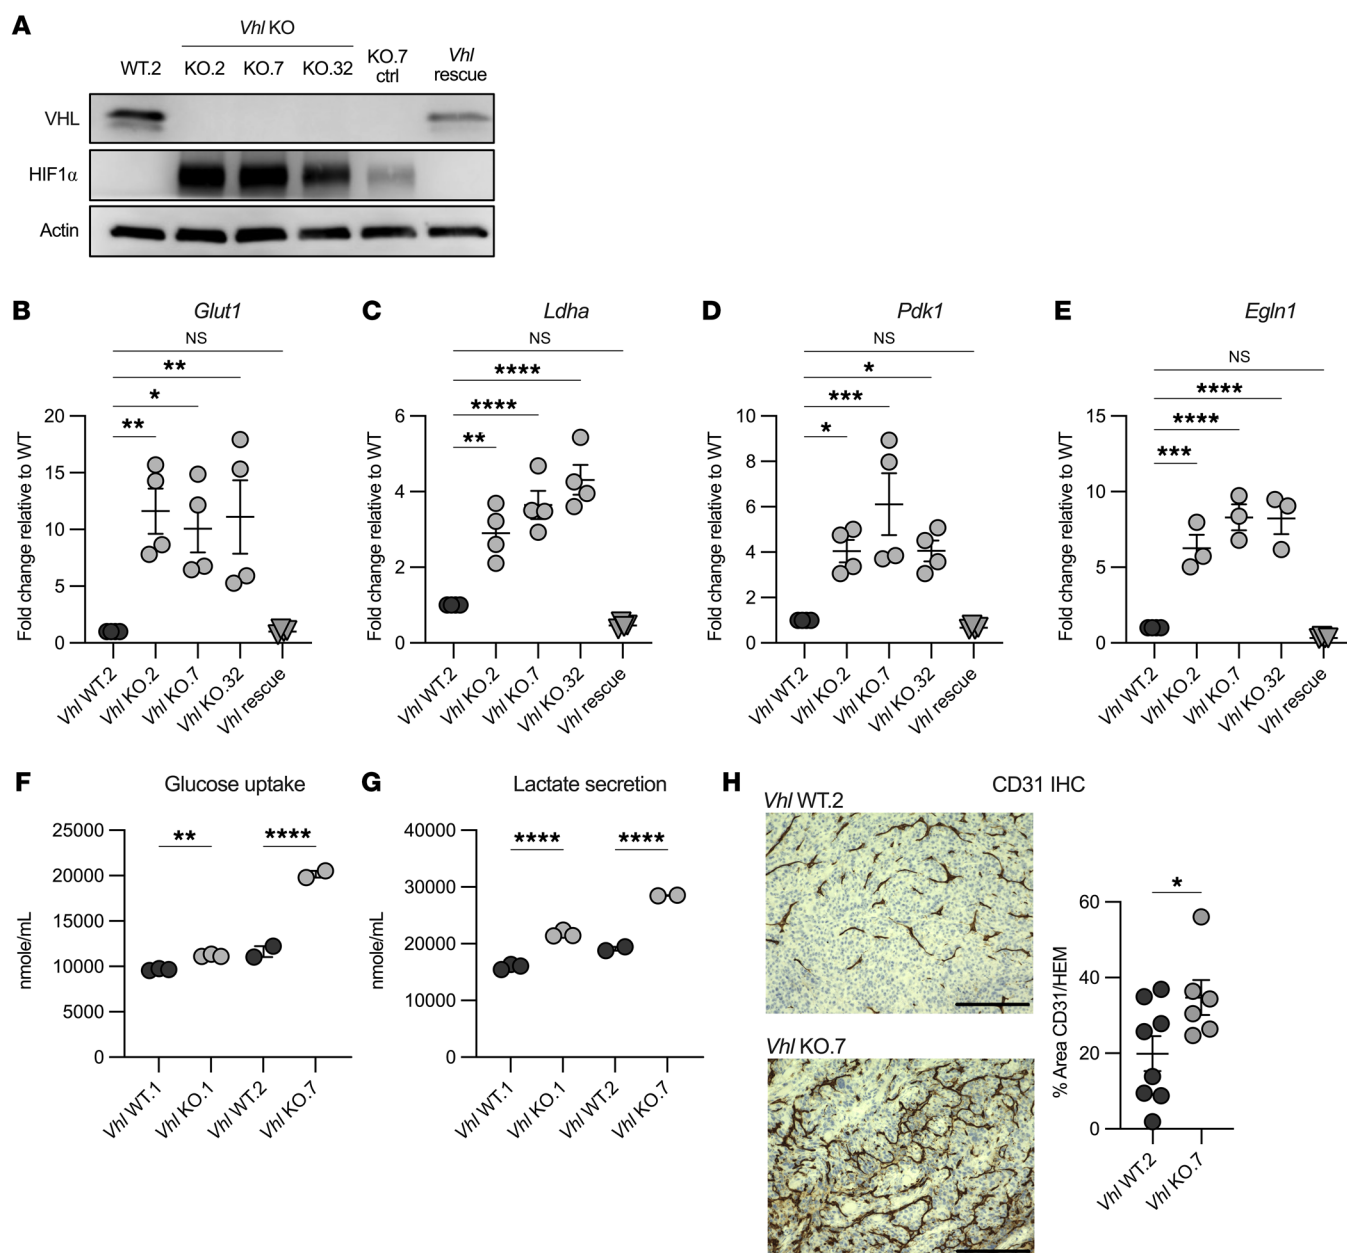 A
Vhl KO
WT.2 KO.2 KO.7 KO.32 KO.7 ctrl Vhl rescue
VHL
HIF1α
Actin
B Glut1
NS
**
*
**
Fold change relative to WT
20
15
10
5
0
Vhl WT.2 Vhl KO.2 Vhl KO.7 Vhl KO.32 Vhl rescue
C Ldha
NS
****
****
**
Fold change relative to WT
6
4
2
0
Vhl WT.2 Vhl KO.2 Vhl KO.7 Vhl KO.32 Vhl rescue
D Pdk1
NS
*
***
*
Fold change relative to WT
10
8
6
4
2
0
Vhl WT.2 Vhl KO.2 Vhl KO.7 Vhl KO.32 Vhl rescue
E Egln1
NS
****
****
***
Fold change relative to WT
15
10
5
0
Vhl WT.2 Vhl KO.2 Vhl KO.7 Vhl KO.32 Vhl rescue
F Glucose uptake
** ****
nmole/mL
25000
20000
15000
10000
5000
0
Vhl WT.1 Vhl KO.1 Vhl WT.2 Vhl KO.7
G Lactate secretion
**** ****
nmole/mL
40000
30000
20000
10000
0
Vhl WT.1 Vhl KO.1 Vhl WT.2 Vhl KO.7
H CD31 IHC
Vhl WT.2
Vhl KO.7
*
% Area CD31/HEM
60
40
20
0
Vhl WT.2 Vhl KO.7